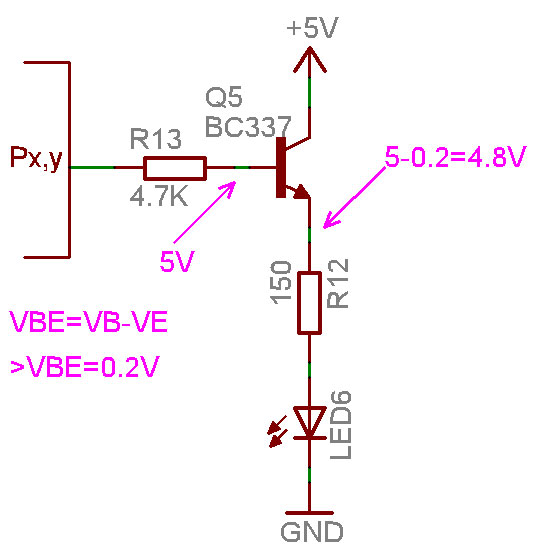 +5V
Q5
BC337
R13
Px,y
4.7K
5-0.2=4.8V
5V
150
R12
VBE=VB-VE
>VBE=0.2V
LED6
GND